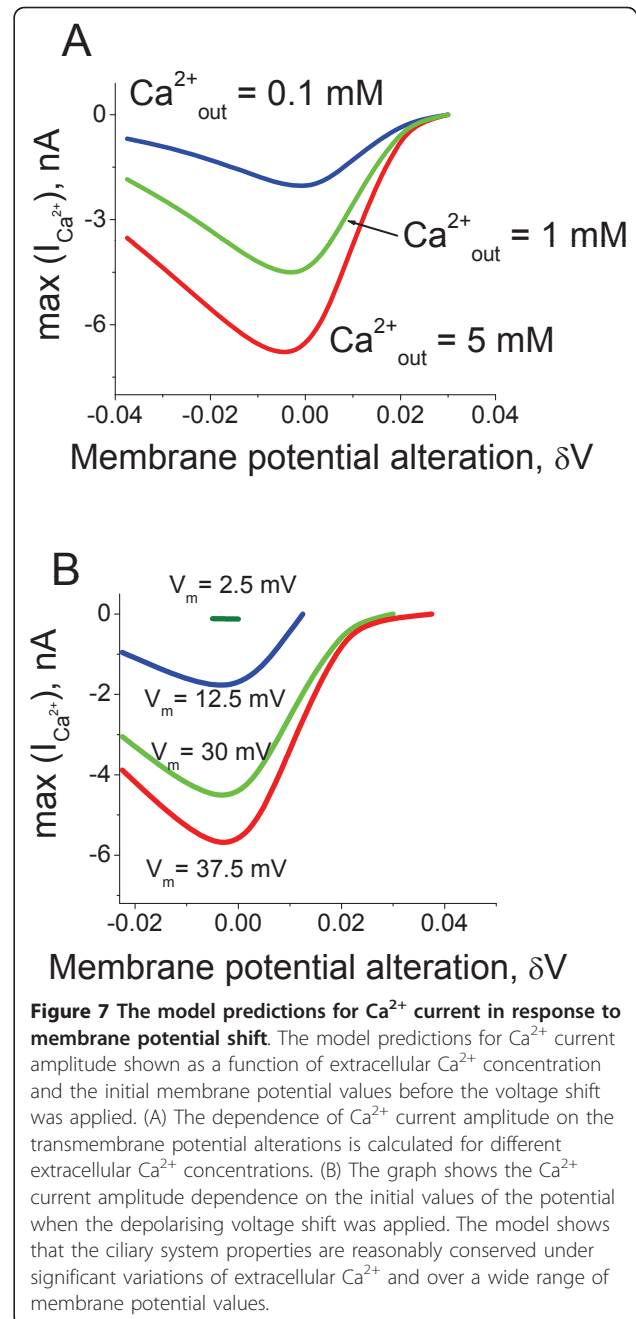 A
Ca²⁺out = 0.1 mM
0
-3
-6
max (I Ca²⁺), nA
Ca²⁺out = 1 mM
Ca²⁺out = 5 mM
-0.04 -0.02 0.00 0.02 0.04
Membrane potential alteration, δV
B
Vm = 2.5 mV
0
-2
-4
-6
max (I Ca²⁺), nA
Vm = 12.5 mV
Vm = 30 mV
Vm = 37.5 mV
-0.02 0.00 0.02 0.04
Membrane potential alteration, δV
Figure 7 The model predictions for Ca²⁺ current in response to
membrane potential shift. The model predictions for Ca²⁺ current
amplitude shown as a function of extracellular Ca²⁺ concentration
and the initial membrane potential values before the voltage shift
was applied. (A) The dependence of Ca²⁺ current amplitude on the
transmembrane potential alterations is calculated for different
extracellular Ca²⁺ concentrations. (B) The graph shows the Ca²⁺
current amplitude dependence on the initial values of the potential
when the depolarising voltage shift was applied. The model shows
that the ciliary system properties are reasonably conserved under
significant variations of extracellular Ca²⁺ and over a wide range of
membrane potential values.